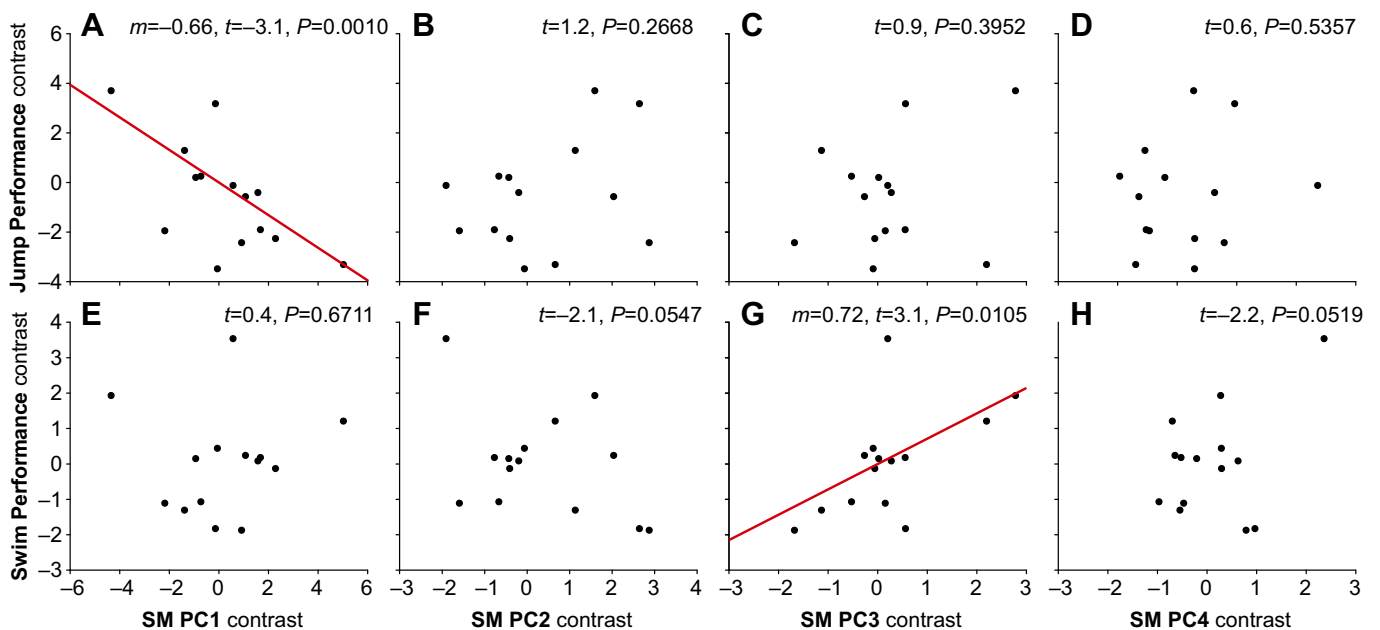 A m=–0.66, t=–3.1, P=0.0010
B t=1.2, P=0.2668
C t=0.9, P=0.3952
D t=0.6, P=0.5357
Jump Performance contrast
6
4
2
0
–2
–4
E t=0.4, P=0.6711
F t=–2.1, P=0.0547
G m=0.72, t=3.1, P=0.0105
H t=–2.2, P=0.0519
Swim Performance contrast
4
3
2
1
0
–1
–2
–3
–6 –4 –2 0 2 4 6
–3 –2 –1 0 1 2 3 4
–3 –2 –1 0 1 2 3
–3 –2 –1 0 1 2 3
SM PC1 contrast
SM PC2 contrast
SM PC3 contrast
SM PC4 contrast